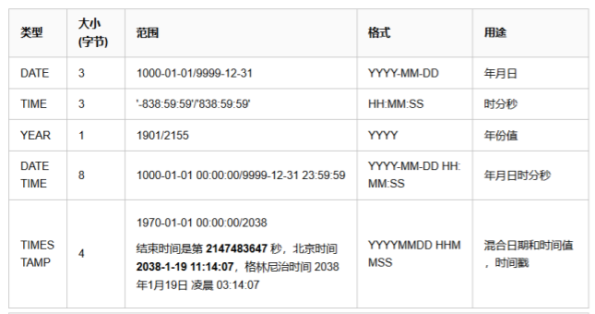 类型 大小 范围 格式 用途
(字节)
DATE 3 1000-01-01/9999-12-31 YYYY-MM-DD 年月日
TIME 3 '-838:59:59'/'838:59:59' HH:MM:SS 时分秒
YEAR 1 1901/2155 YYYY 年份值
DATE 8 1000-01-01 00:00:00/9999-12-31 23:59:59 YYYY-MM-DD HH: 年月日时分秒
TIME MM:SS
1970-01-01 00:00:00/2038
TIMES 4 结束时间是第 2147483647 秒，北京时间 YYYYMMDD HHM 混合日期和时间值
TAMP 2038-1-19 11:14:07，格林尼治时间 2038 MSS ，时间戳
年1月19日 凌晨 03:14:07